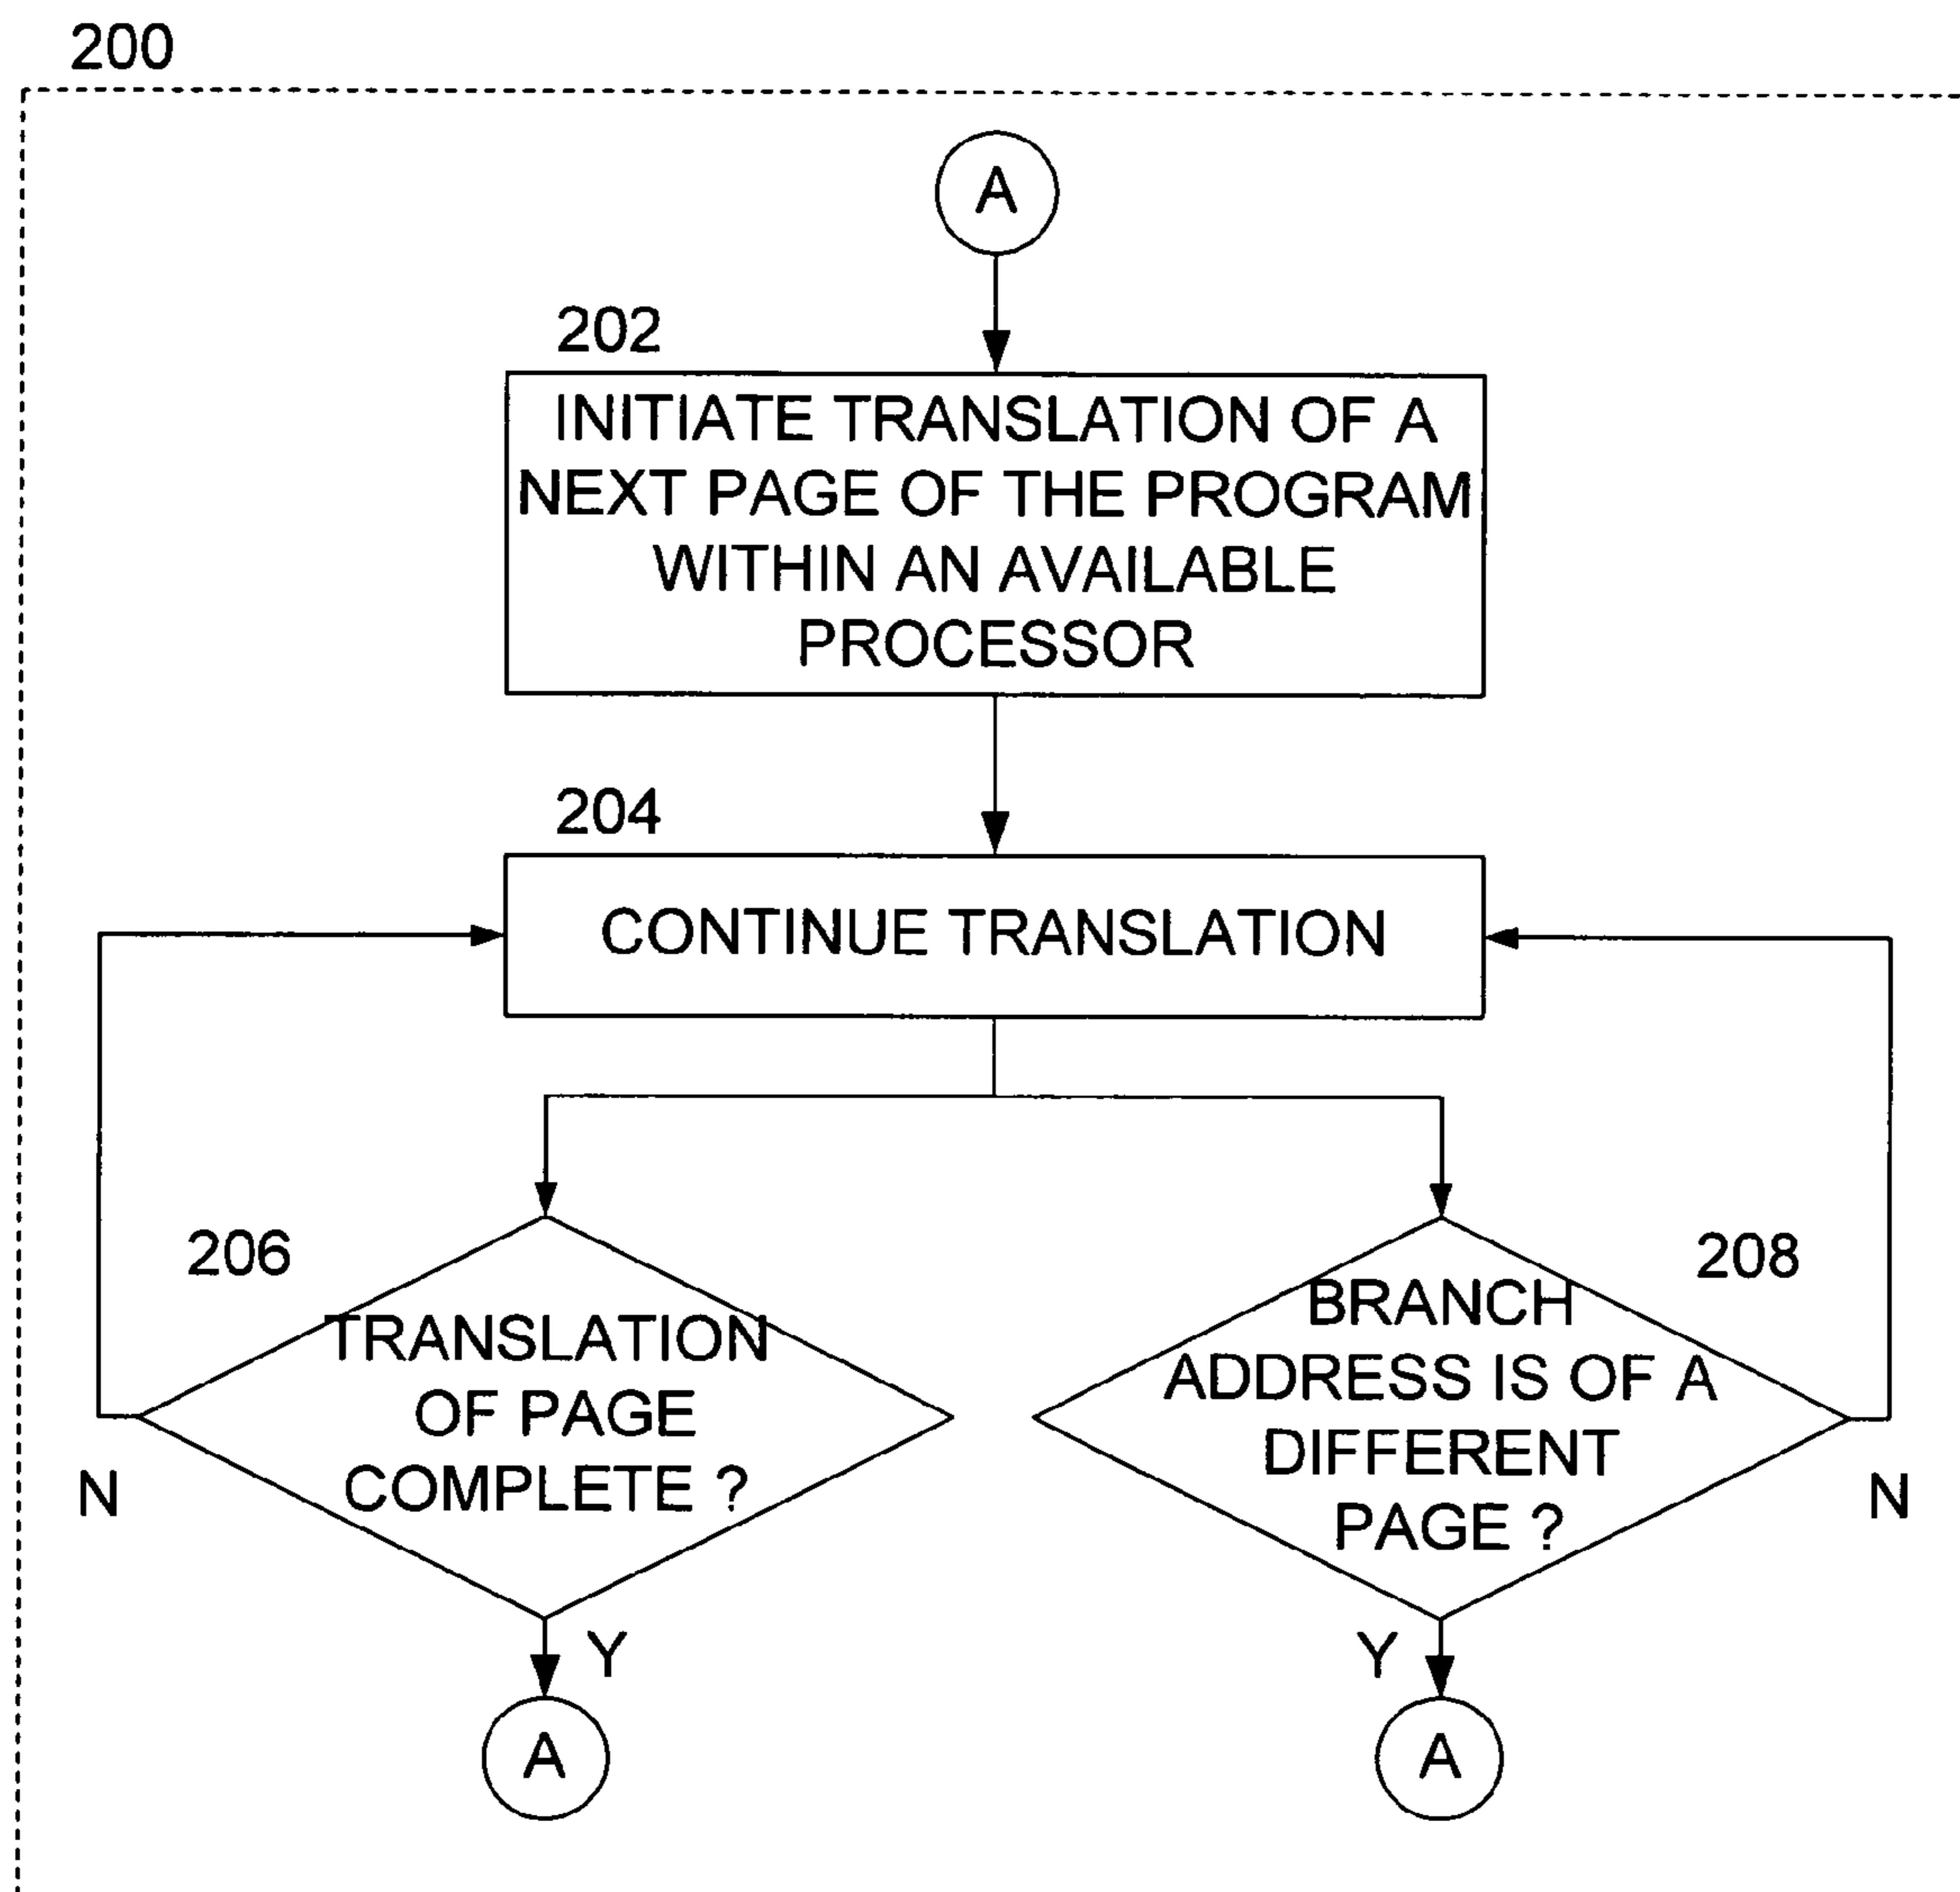 200
A
202
INITIATE TRANSLATION OF A
NEXT PAGE OF THE PROGRAM
WITHIN AN AVAILABLE
PROCESSOR
204
CONTINUE TRANSLATION
206
TRANSLATION
OF PAGE
COMPLETE ?
N
Y
A
208
BRANCH
ADDRESS IS OF A
DIFFERENT
PAGE ?
N
Y
A